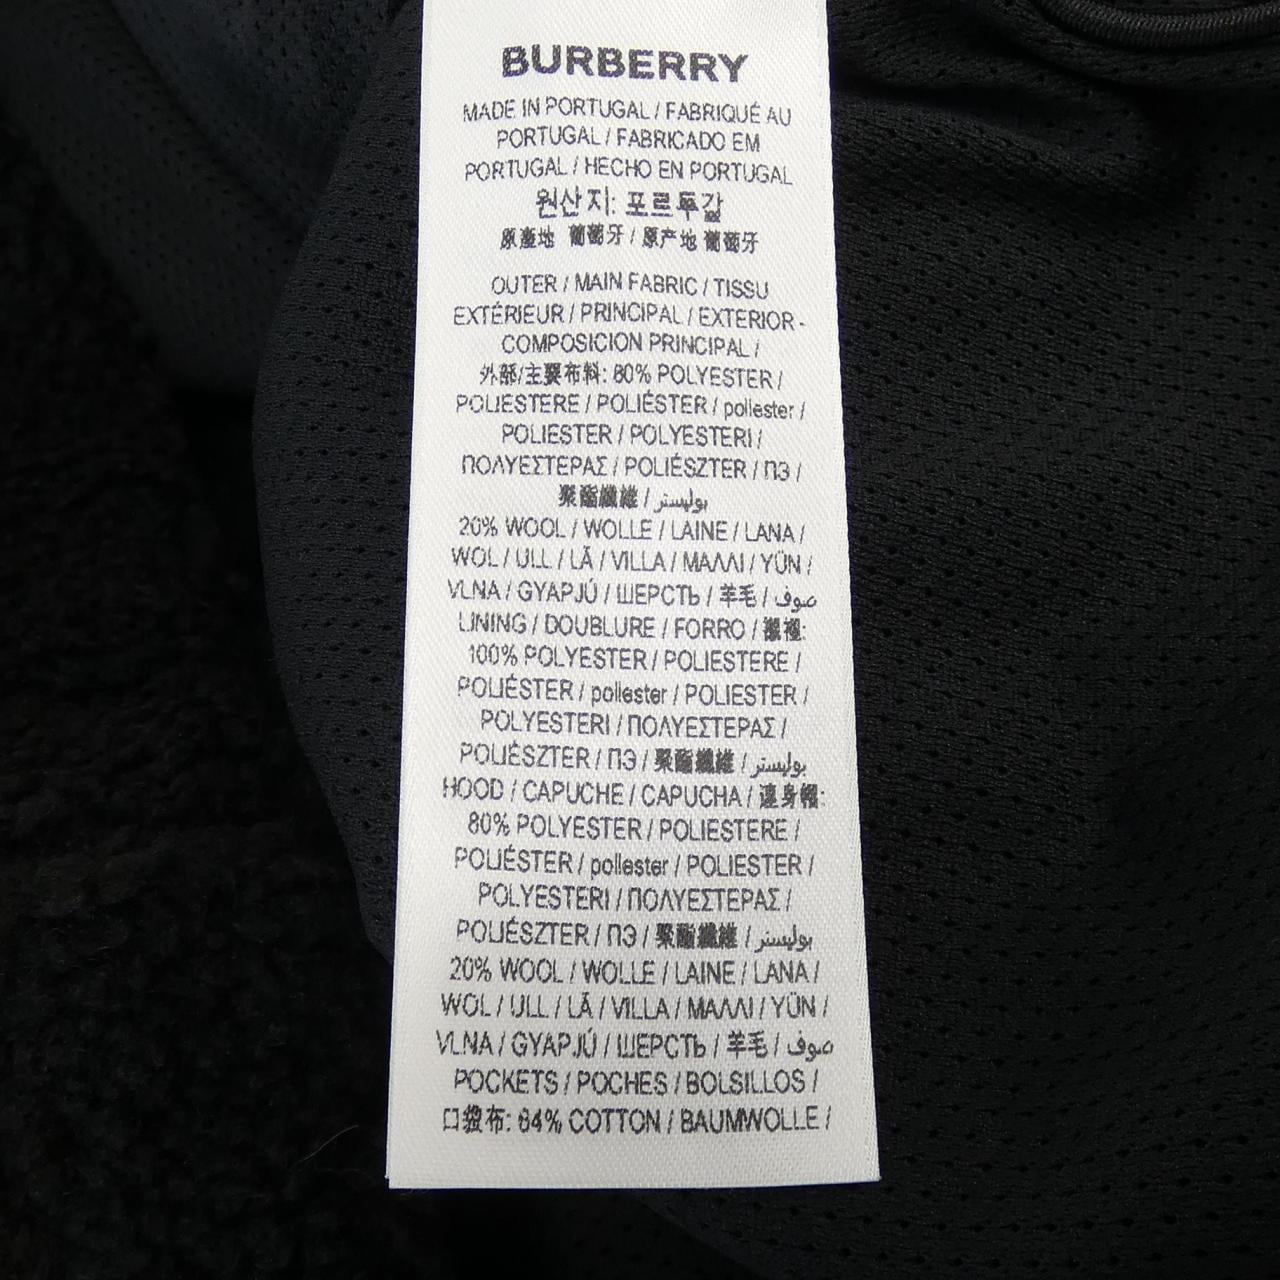 BURBERRY
MADE IN PORTUGAL / FABRIQUÉ AU
PORTUGAL / FABRICADO EM
PORTUGAL / HECHO EN PORTUGAL
원산지: 포르투갈
原產地 葡萄牙 / 原产地 葡萄牙
OUTER / MAIN FABRIC / TISSU
EXTÉRIEUR / PRINCIPAL / EXTERIOR -
COMPOSICION PRINCIPAL /
外部/主要布料: 80% POLYESTER /
POLIESTERE / POLIÉSTER / poliester /
POLIESTER / POLYESTERI /
ΠΟΛΥΕΣΤΕΡΑΣ / POLIÉSZTER / ПЭ /
聚酯纖維 / بوليستر
20% WOOL / WOLLE / LAINE / LANA /
WOL / ULL / LÃ / VILLA / ΜΑΛΛΙ / YÜN /
VLNA / GYAPJÚ / ШЕРСТЬ / 羊毛 / صوف
LINING / DOUBLURE / FORRO / 襯裡:
100% POLYESTER / POLIESTERE /
POLIÉSTER / poliester / POLIESTER /
POLYESTERI / ΠΟΛΥΕΣΤΕΡΑΣ /
POLIÉSZTER / ПЭ / 聚酯纖維 / بوليستر
HOOD / CAPUCHE / CAPUCHA / 連身帽:
80% POLYESTER / POLIESTERE /
POLIÉSTER / poliester / POLIESTER /
POLYESTERI / ΠΟΛΥΕΣΤΕΡΑΣ /
POLIÉSZTER / ПЭ / 聚酯纖維 / بوليستر
20% WOOL / WOLLE / LAINE / LANA /
WOL / ULL / LÃ / VILLA / ΜΑΛΛΙ / YÜN /
VLNA / GYAPJÚ / ШЕРСТЬ / 羊毛 / صوف
POCKETS / POCHES / BOLSILLOS /
口袋布: 64% COTTON / BAUMWOLLE /